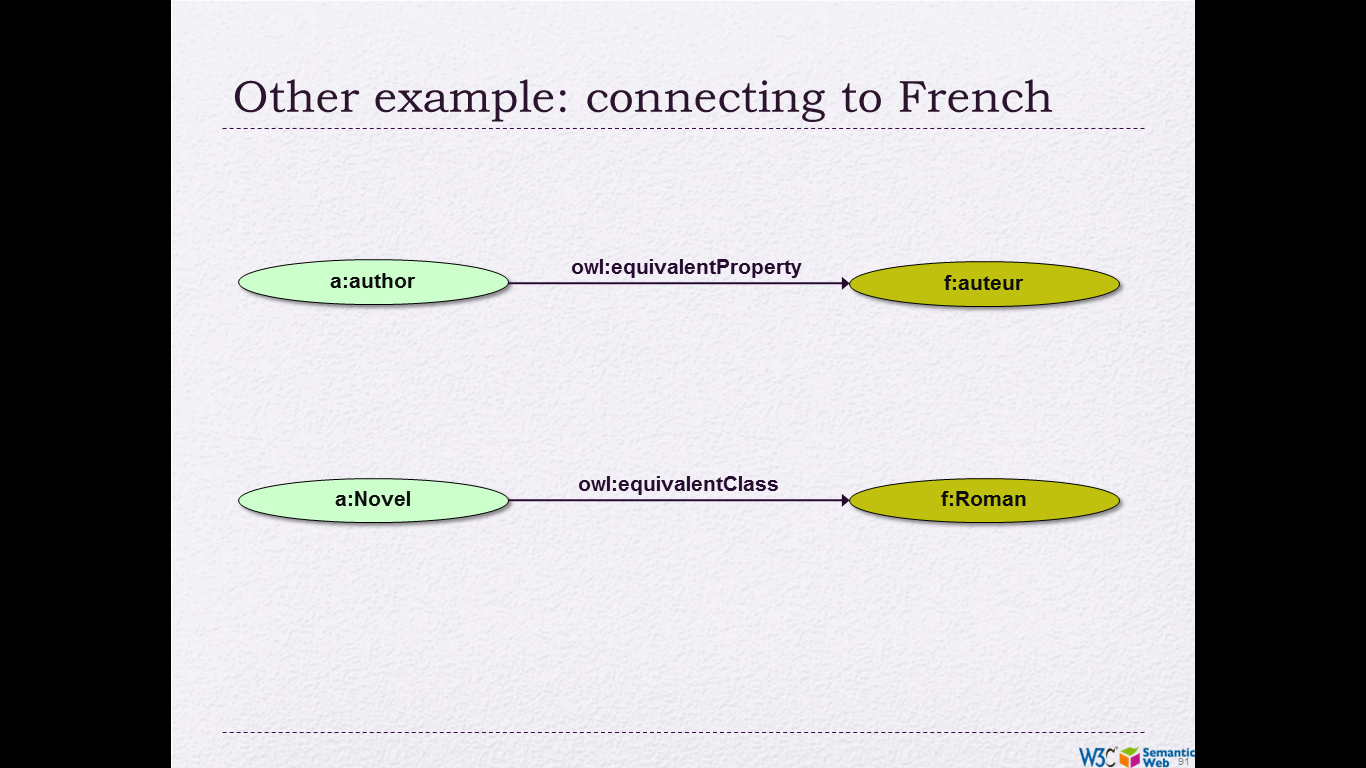 Other example: connecting to French
owl:equivalentProperty
a:author
f:auteur
owl:equivalentClass
a:Novel
f:Roman
W3C Semantic
Web 91